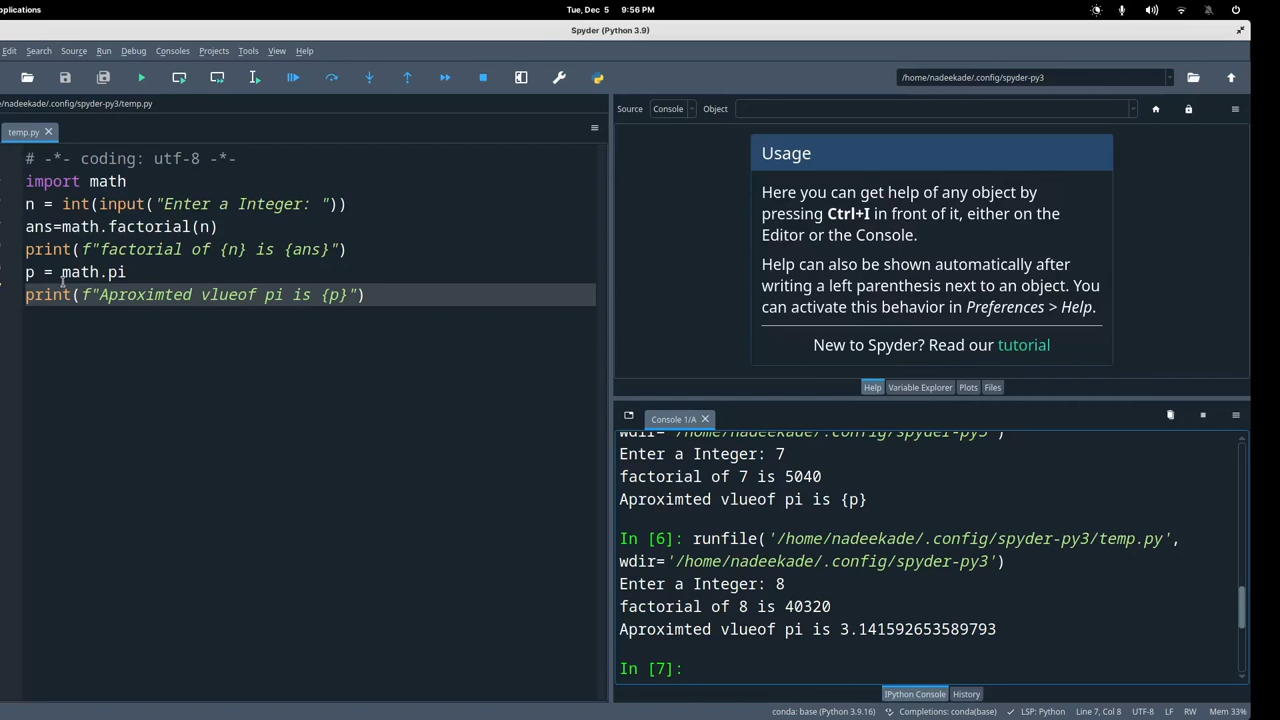 plications
Tue, Dec 5 9:56 PM
Spyder (Python 3.9)
Edit Search Source Run Debug Consoles Projects Tools View Help
/home/nadeekade/.config/spyder-py3
e/nadeekade/.config/spyder-py3/temp.py
temp.py
# -*- coding: utf-8 -*-
import math
n = int(input("Enter a Integer: "))
ans=math.factorial(n)
print(f"factorial of {n} is {ans}")
p = math.pi
print(f"Aproximted vlueof pi is {p}")
Source Console Object
Usage
Here you can get help of any object by
pressing Ctrl+I in front of it, either on the
Editor or the Console.
Help can also be shown automatically after
writing a left parenthesis next to an object. You
can activate this behavior in Preferences > Help.
New to Spyder? Read our tutorial
Help Variable Explorer Plots Files
Console 1/A
wdir='/home/nadeekade/.config/spyder-py3')
Enter a Integer: 7
factorial of 7 is 5040
Aproximted vlueof pi is {p}
In [6]: runfile('/home/nadeekade/.config/spyder-py3/temp.py',
wdir='/home/nadeekade/.config/spyder-py3')
Enter a Integer: 8
factorial of 8 is 40320
Aproximted vlueof pi is 3.141592653589793
In [7]:
IPython Console History
conda: base (Python 3.9.16) Completions: conda(base) LSP: Python Line 7, Col 8 UTF-8 LF RW Mem 33%